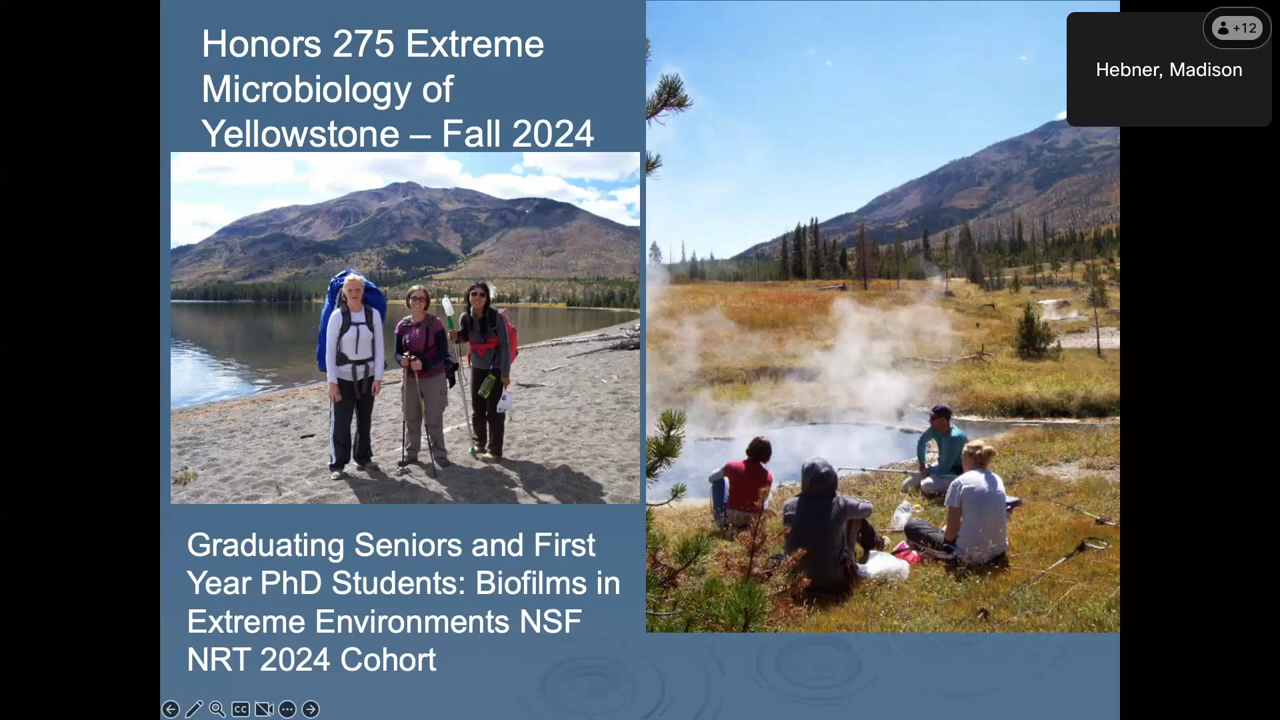 Honors 275 Extreme
Microbiology of
Yellowstone – Fall 2024
+12
Hebner, Madison
Graduating Seniors and First
Year PhD Students: Biofilms in
Extreme Environments NSF
NRT 2024 Cohort
CC